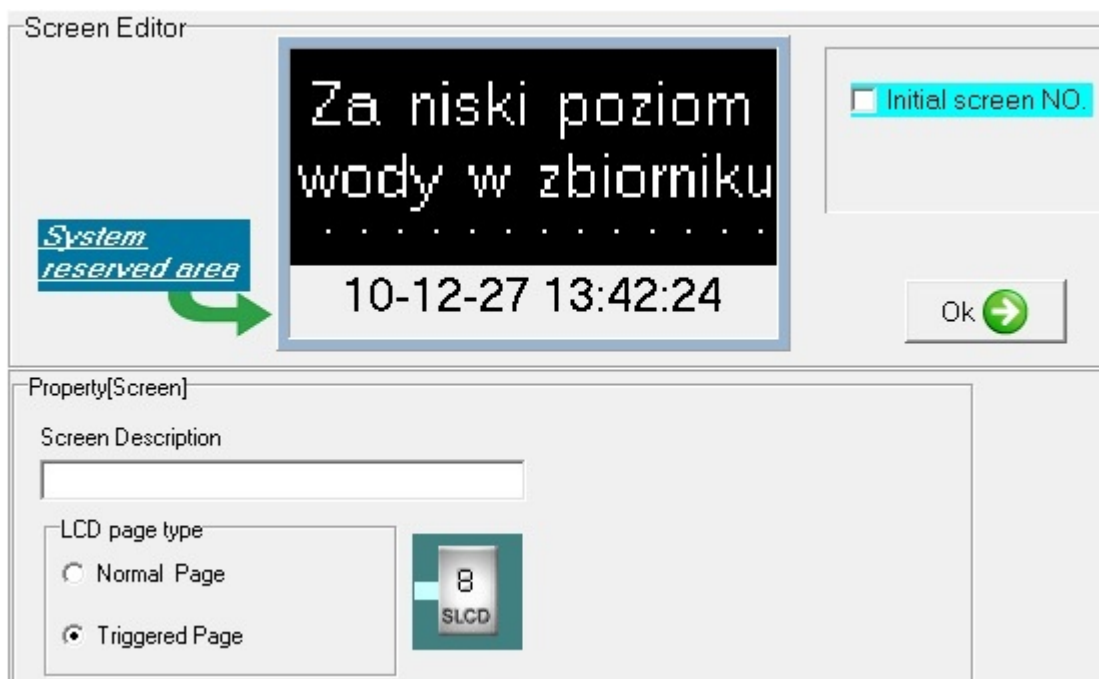 Screen Editor
Za niski poziom
wody w zbiorniku
. . . . . . . . . . . . .
10-12-27 13:42:24
System
reserved area
Initial screen NO.
Ok
Property[Screen]
Screen Description
LCD page type
Normal Page
Triggered Page
8
SLCD